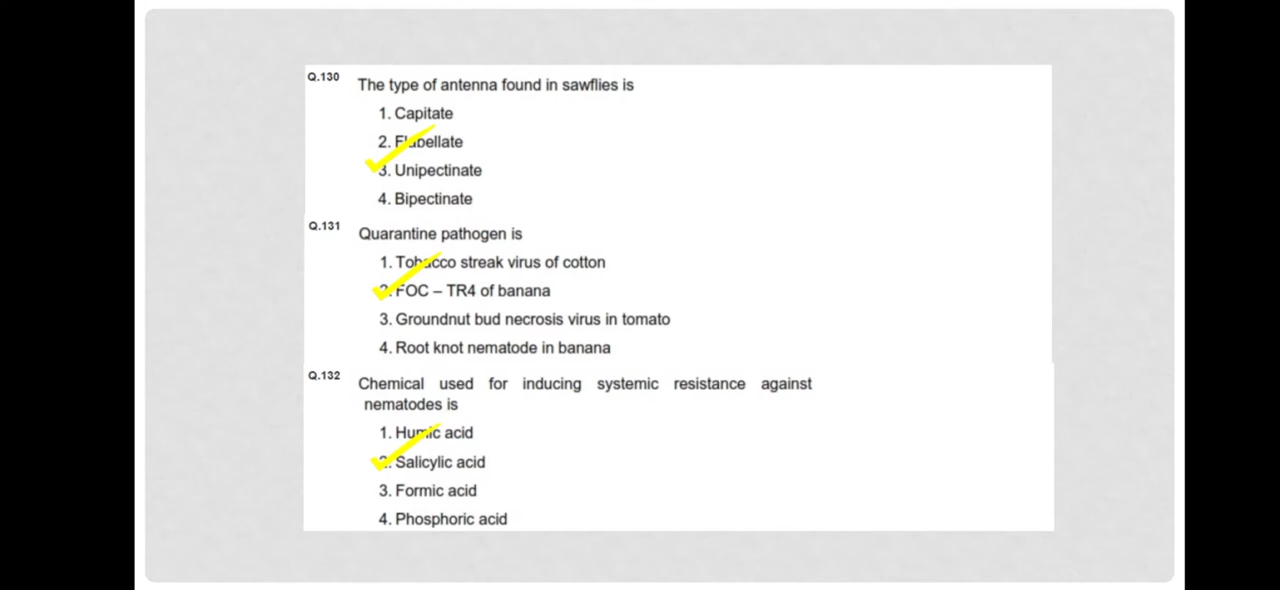 Q.130 The type of antenna found in sawflies is
1. Capitate
2. Flabellate
3. Unipectinate
4. Bipectinate
Q.131 Quarantine pathogen is
1. Tobacco streak virus of cotton
2. FOC – TR4 of banana
3. Groundnut bud necrosis virus in tomato
4. Root knot nematode in banana
Q.132 Chemical used for inducing systemic resistance against
nematodes is
1. Humic acid
2. Salicylic acid
3. Formic acid
4. Phosphoric acid